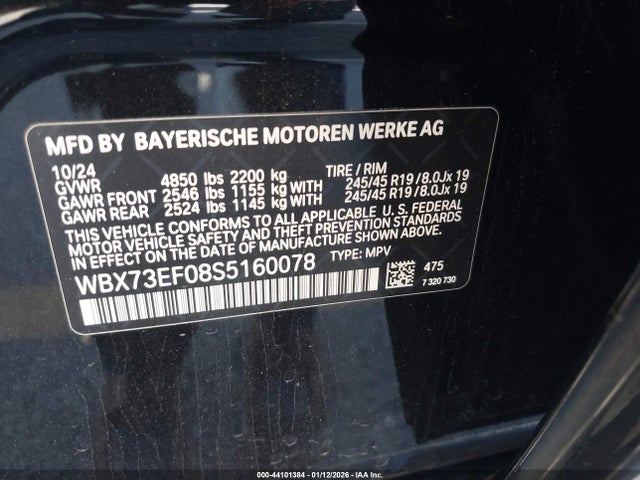 MFD BY BAYERISCHE MOTOREN WERKE AG
10/24 TIRE / RIM
GVWR 4850 lbs 2200 kg
GAWR FRONT 2546 lbs 1155 kg WITH 245/45 R19 / 8.0Jx 19
GAWR REAR 2524 lbs 1145 kg WITH 245/45 R19 / 8.0Jx 19
THIS VEHICLE CONFORMS TO ALL APPLICABLE U. S. FEDERAL
MOTOR VEHICLE SAFETY AND THEFT PREVENTION STANDARDS
IN EFFECT ON THE DATE OF MANUFACTURE SHOWN ABOVE.
WBX73EF08S5160078 TYPE: MPV
475
7 320 730
000-44101384 - 01/12/2026 - IAA Inc.